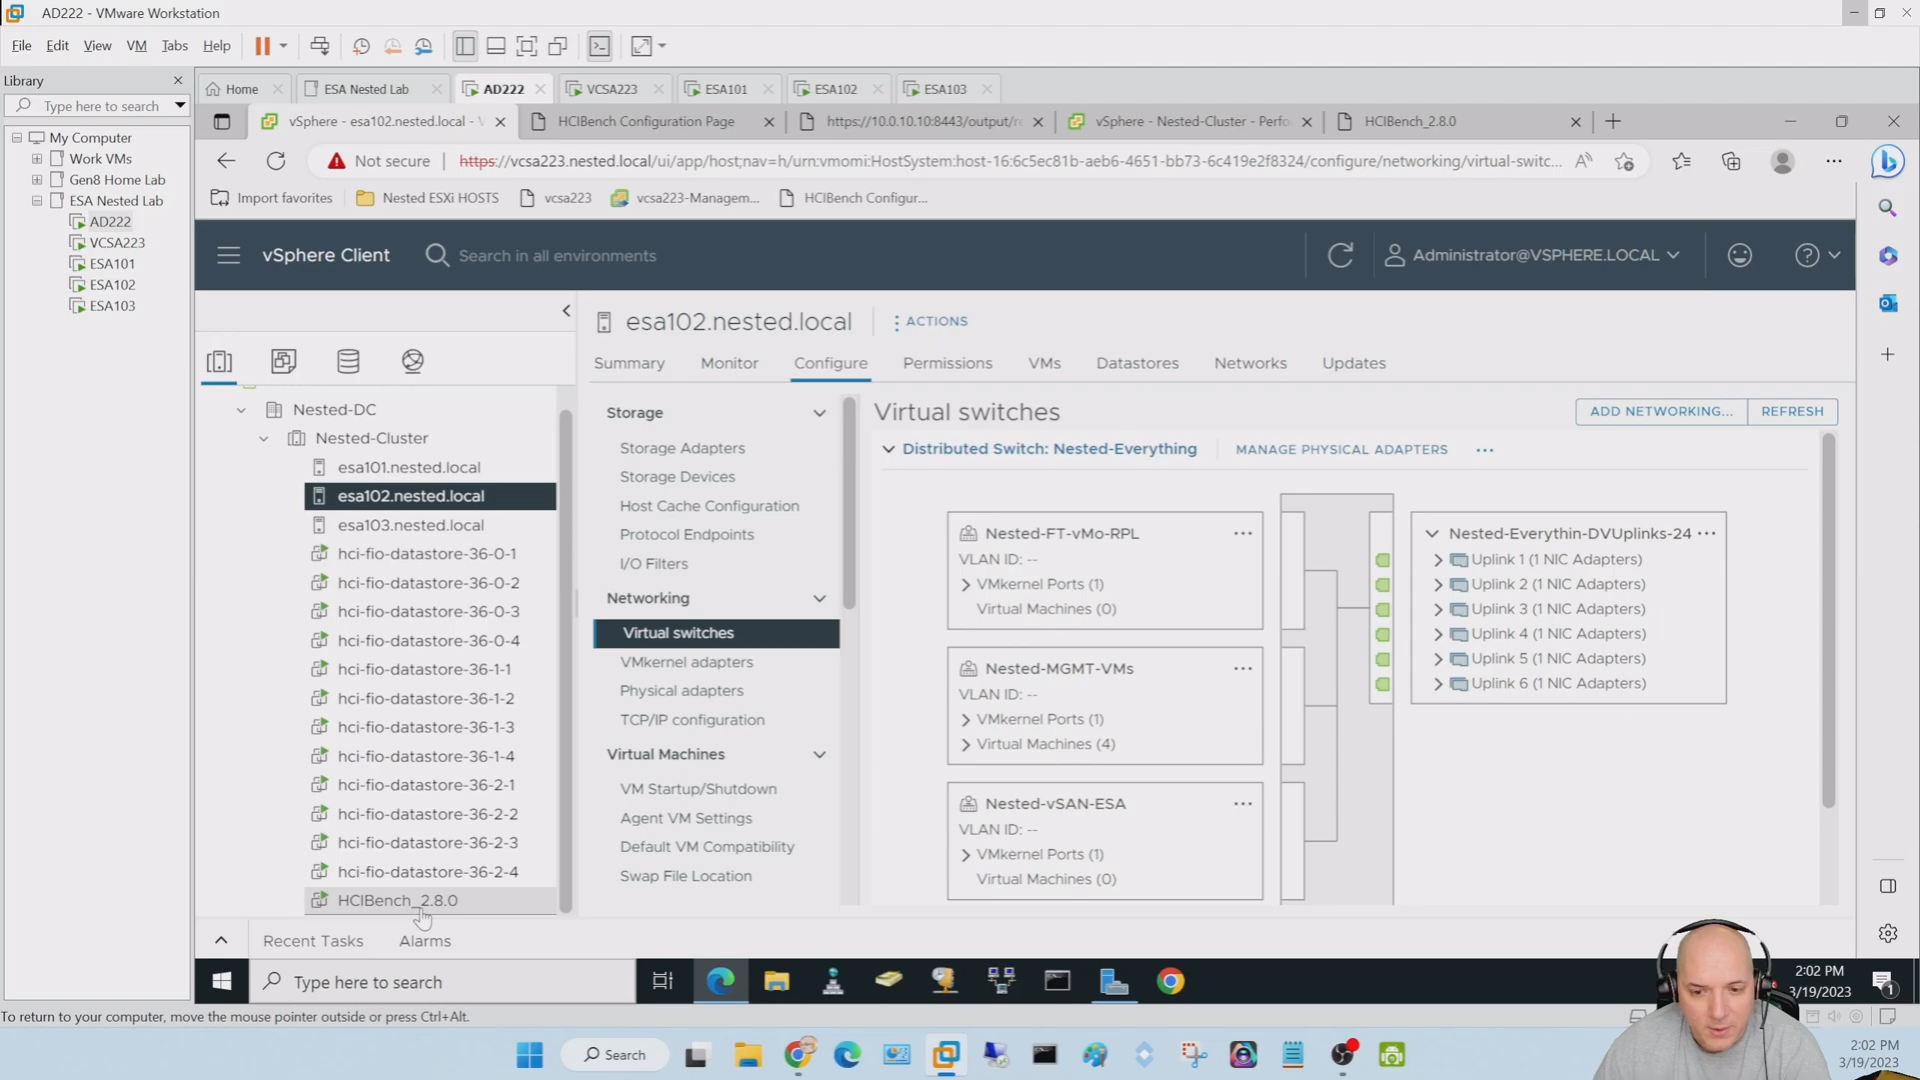 AD222 - VMware Workstation
File Edit View VM Tabs Help
Library
Type here to search
My Computer
Work VMs
Gen8 Home Lab
ESA Nested Lab
AD222
VCSA223
ESA101
ESA102
ESA103
Home
ESA Nested Lab
AD222
VCSA223
ESA101
ESA102
ESA103
vSphere - esa102.nested.local - V
HCIBench Configuration Page
https://10.0.10.10:8443/output/re
vSphere - Nested-Cluster - Perfo
HCIBench_2.8.0
Not secure
https://vcsa223.nested.local/ui/app/host;nav=h/urn:vmomi:HostSystem:host-16:6c5ec81b-aeb6-4651-bb73-6c419e2f8324/configure/networking/virtual-switc...
Import favorites
Nested ESXi HOSTS
vcsa223
vcsa223-Managem...
HCIBench Configur...
vSphere Client
Search in all environments
Administrator@VSPHERE.LOCAL
Nested-DC
Nested-Cluster
esa101.nested.local
esa102.nested.local
esa103.nested.local
hci-fio-datastore-36-0-1
hci-fio-datastore-36-0-2
hci-fio-datastore-36-0-3
hci-fio-datastore-36-0-4
hci-fio-datastore-36-1-1
hci-fio-datastore-36-1-2
hci-fio-datastore-36-1-3
hci-fio-datastore-36-1-4
hci-fio-datastore-36-2-1
hci-fio-datastore-36-2-2
hci-fio-datastore-36-2-3
hci-fio-datastore-36-2-4
HCIBench_2.8.0
esa102.nested.local
ACTIONS
Summary Monitor Configure Permissions VMs Datastores Networks Updates
Storage
Storage Adapters
Storage Devices
Host Cache Configuration
Protocol Endpoints
I/O Filters
Networking
Virtual switches
VMkernel adapters
Physical adapters
TCP/IP configuration
Virtual Machines
VM Startup/Shutdown
Agent VM Settings
Default VM Compatibility
Swap File Location
Virtual switches
ADD NETWORKING...
REFRESH
Distributed Switch: Nested-Everything
MANAGE PHYSICAL ADAPTERS
...
Nested-FT-vMo-RPL ...
VLAN ID: --
VMkernel Ports (1)
Virtual Machines (0)
Nested-MGMT-VMs ...
VLAN ID: --
VMkernel Ports (1)
Virtual Machines (4)
Nested-vSAN-ESA ...
VLAN ID: --
VMkernel Ports (1)
Virtual Machines (0)
Nested-Everythin-DVUplinks-24 ...
Uplink 1 (1 NIC Adapters)
Uplink 2 (1 NIC Adapters)
Uplink 3 (1 NIC Adapters)
Uplink 4 (1 NIC Adapters)
Uplink 5 (1 NIC Adapters)
Uplink 6 (1 NIC Adapters)
Recent Tasks
Alarms
Type here to search
2:02 PM
3/19/2023
1
To return to your computer, move the mouse pointer outside or press Ctrl+Alt.
Search
2:02 PM
3/19/2023